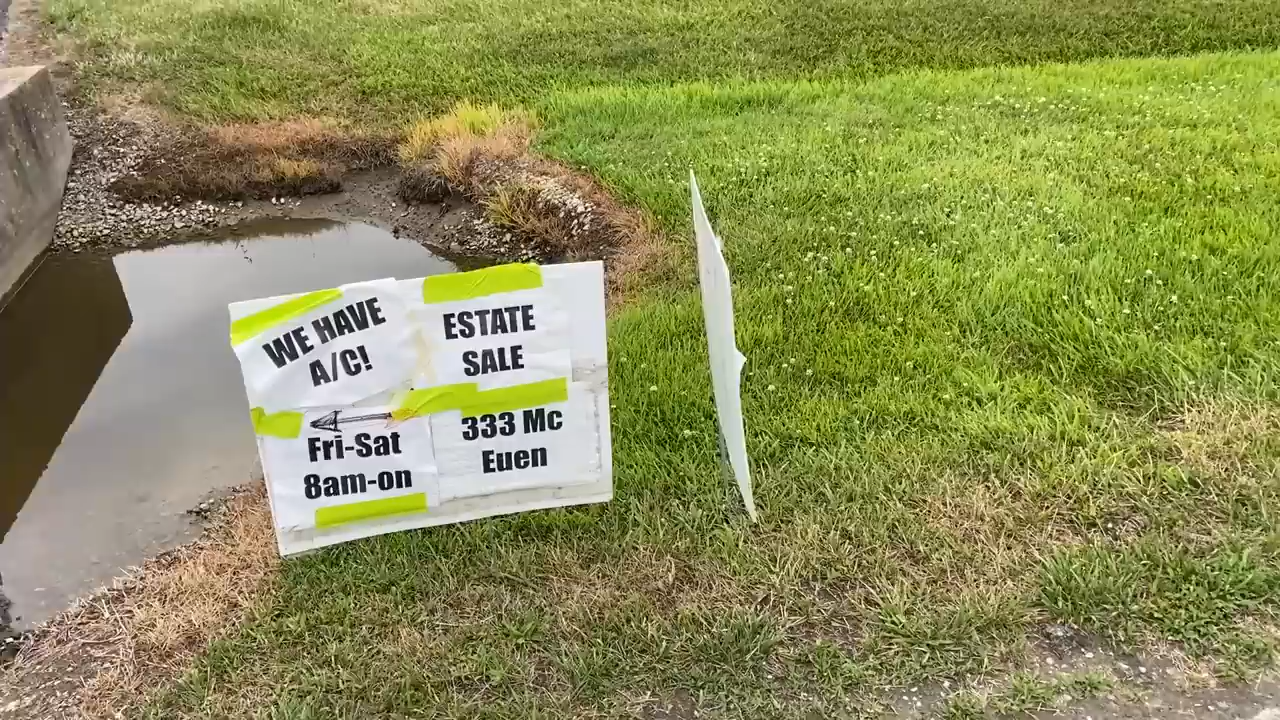 WE HAVE
A/C!
ESTATE
SALE
Fri-Sat
8am-on
333 Mc
Euen